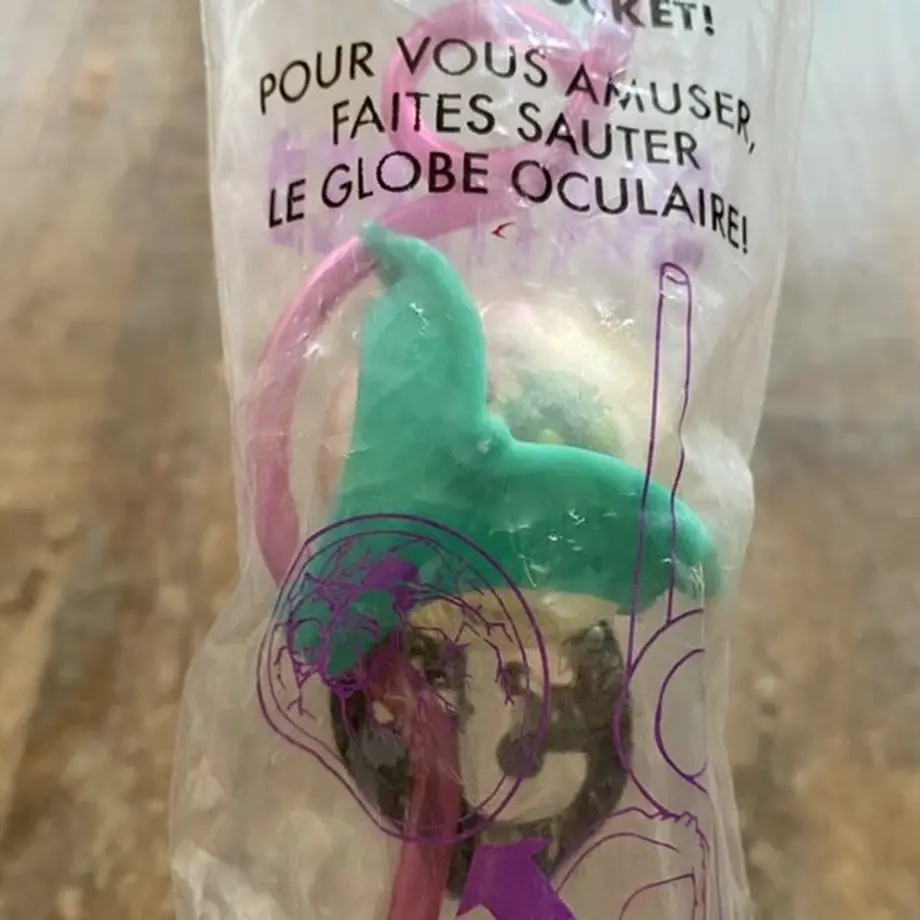 POUR VOUS AMUSER,
FAITES SAUTER
LE GLOBE OCULAIRE!